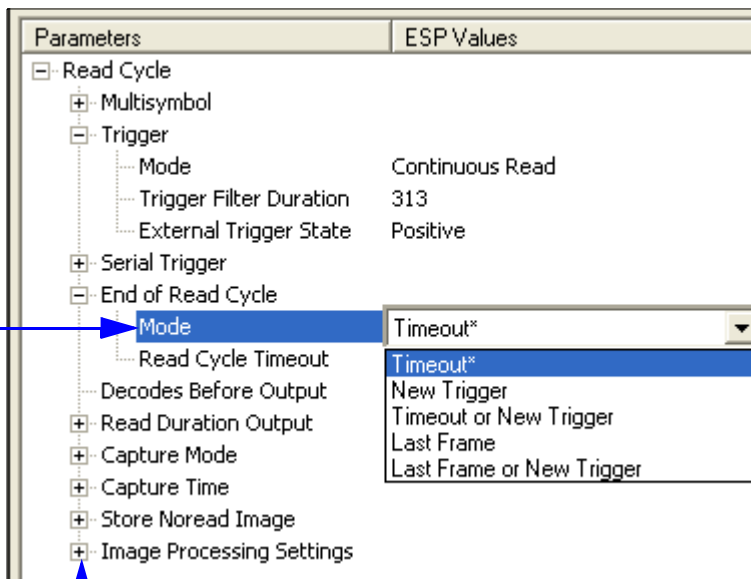 Parameters ESP Values
Read Cycle
Multisymbol
Trigger
Mode Continuous Read
Trigger Filter Duration 313
External Trigger State Positive
Serial Trigger
End of Read Cycle
Mode Timeout*
Read Cycle Timeout Timeout*
Decodes Before Output New Trigger
Read Duration Output Timeout or New Trigger
Capture Mode Last Frame
Capture Time Last Frame or New Trigger
Store Noread Image
Image Processing Settings